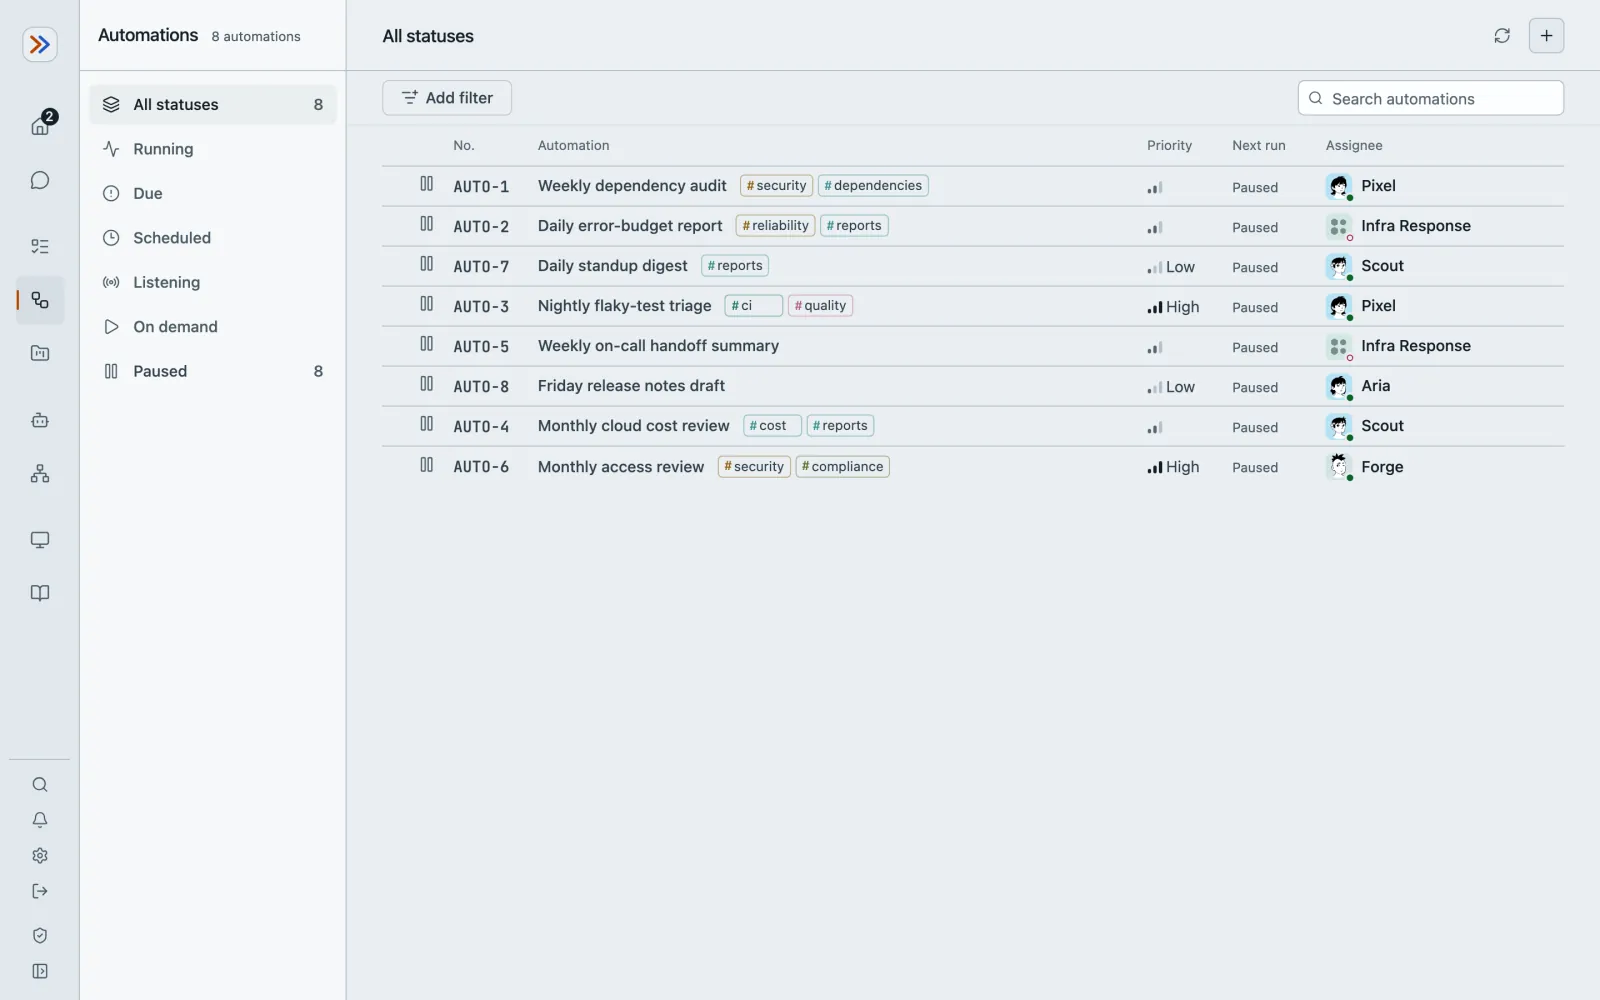 Automations 8 automations
All statuses
2
All statuses 8
Running
Due
Scheduled
Listening
On demand
Paused 8
Add filter
Search automations
No. Automation Priority Next run Assignee
AUTO-1 Weekly dependency audit #security #dependencies Paused Pixel
AUTO-2 Daily error-budget report #reliability #reports Paused Infra Response
AUTO-7 Daily standup digest #reports Low Paused Scout
AUTO-3 Nightly flaky-test triage #ci #quality High Paused Pixel
AUTO-5 Weekly on-call handoff summary Paused Infra Response
AUTO-8 Friday release notes draft Low Paused Aria
AUTO-4 Monthly cloud cost review #cost #reports Paused Scout
AUTO-6 Monthly access review #security #compliance High Paused Forge